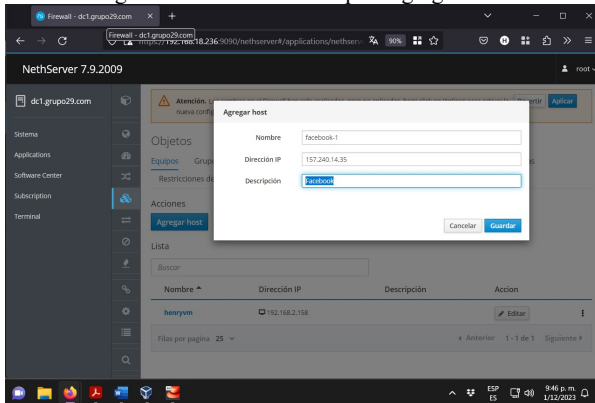 Firewall - dc1.grupo29.com
Firewall - dc1.grupo29.com
https://192.168.18.236:9090/nethserver#/applications/nethserv
90%
NethServer 7.9.2009
root
dc1.grupo29.com
Sistema
Applications
Software Center
Subscription
Terminal
Atención.
Aplicar
nueva config
Agregar host
Nombre
facebook-1
Dirección IP
157.240.14.35
Descripción
Facebook
Cancelar
Guardar
Objetos
Equipos
Restricciones de
Acciones
Agregar host
Lista
Buscar
Nombre
Dirección IP
Descripción
Accion
henryvm
192.168.2.158
Editar
Filas por pagina 25
Anterior 1 - 1 de 1 Siguiente
ESP
ES
9:46 p. m.
1/12/2023